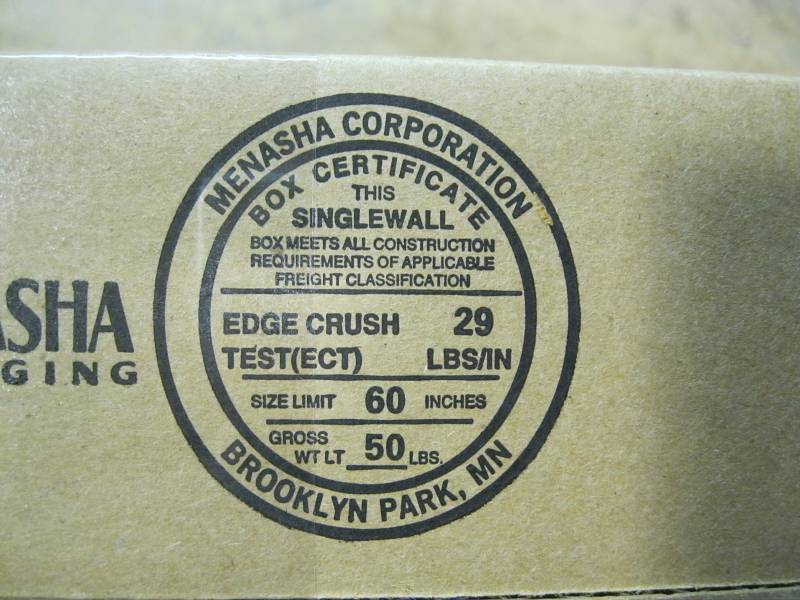 MENASHA CORPORATION
BOX CERTIFICATE
THIS
SINGLEWALL
BOX MEETS ALL CONSTRUCTION
REQUIREMENTS OF APPLICABLE
FREIGHT CLASSIFICATION
EDGE CRUSH 29
TEST(ECT) LBS/IN
SIZE LIMIT 60 INCHES
GROSS
WT LT 50 LBS.
BROOKLYN PARK, MN
ASHA
GING